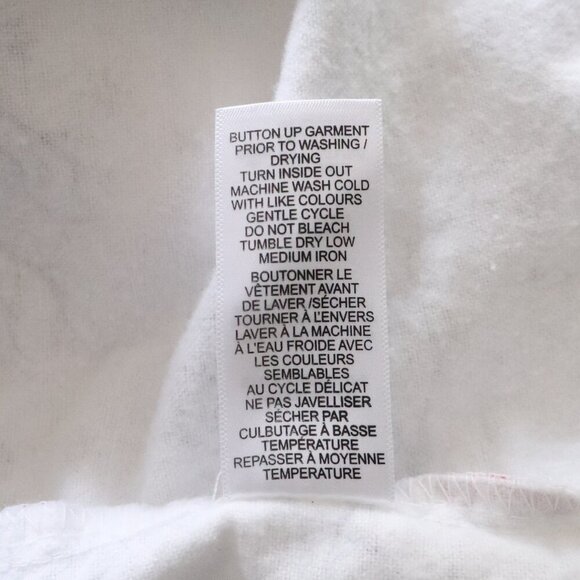 BUTTON UP GARMENT
PRIOR TO WASHING /
DRYING
TURN INSIDE OUT
MACHINE WASH COLD
WITH LIKE COLOURS
GENTLE CYCLE
DO NOT BLEACH
TUMBLE DRY LOW
MEDIUM IRON
BOUTONNER LE
VÊTEMENT AVANT
DE LAVER /SÉCHER
TOURNER À L'ENVERS
LAVER À LA MACHINE
À L'EAU FROIDE AVEC
LES COULEURS
SEMBLABLES
AU CYCLE DÉLICAT
NE PAS JAVELLISER
SÉCHER PAR
CULBUTAGE À BASSE
TEMPÉRATURE
REPASSER À MOYENNE
TEMPERATURE